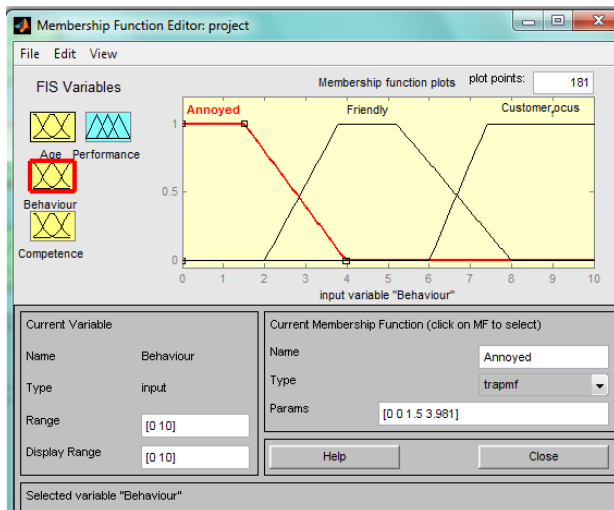 Membership Function Editor: project
File Edit View
FIS Variables
Membership function plots plot points: 181
Annoyed Friendly Customerfocus
Age Performance
Behaviour
Competence
1
0.5
0
0 1 2 3 4 5 6 7 8 9 10
input variable "Behaviour"
Current Variable
Name Behaviour
Type input
Range [0 10]
Display Range [0 10]
Current Membership Function (click on MF to select)
Name Annoyed
Type trapmf
Params [0 0 1.5 3.981]
Help Close
Selected variable "Behaviour"